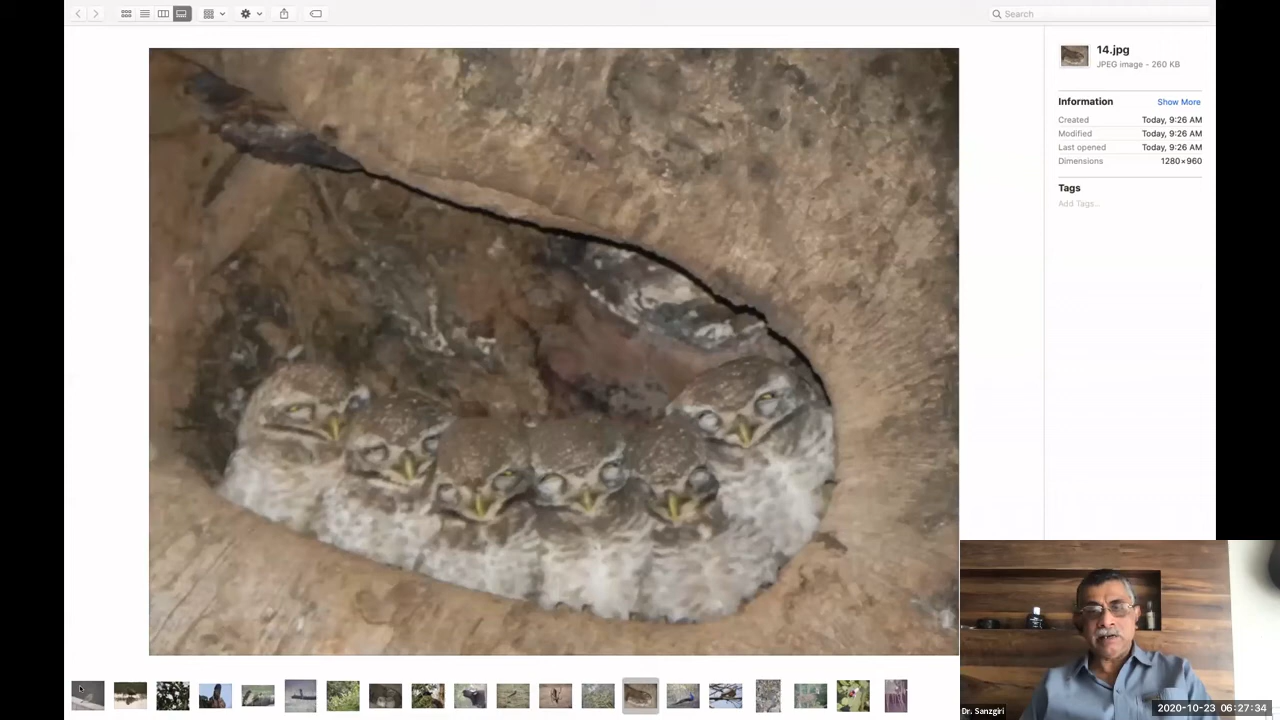 Search
14.jpg
JPEG image - 260 KB
Information Show More
Created Today, 9:26 AM
Modified Today, 9:26 AM
Last opened Today, 9:26 AM
Dimensions 1280×960
Tags
Add Tags...
Dr. Sanzgiri
2020-10-23 06:27:34